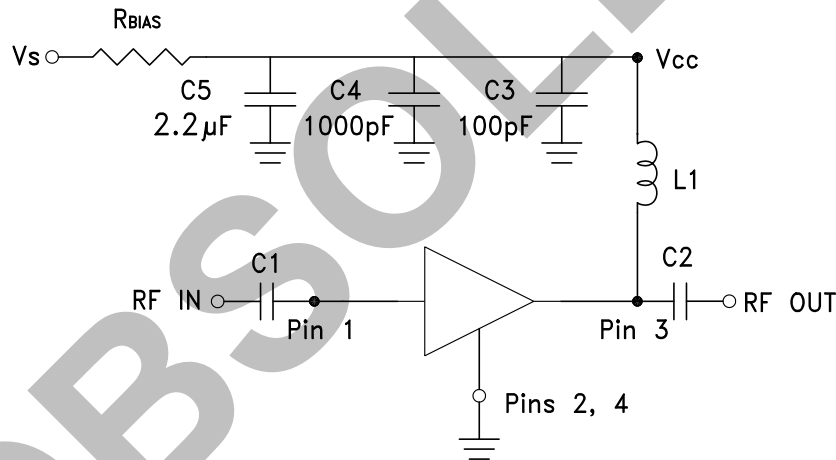 RBIAS
Vs
Vcc
C5
2.2μF
C4
1000pF
C3
100pF
L1
C1
C2
RF IN
RF OUT
Pin 1
Pin 3
Pins 2, 4
OBSOLE